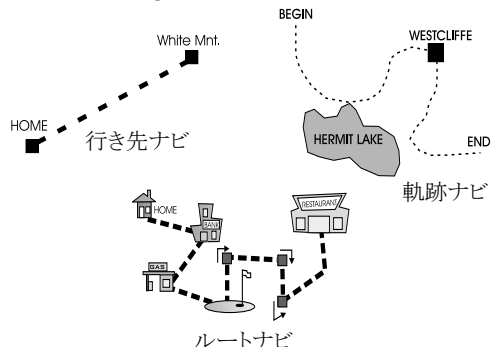 BEGIN
White Mnt.
WESTCLIFFE
HOME
行き先ナビ
HERMIT LAKE
END
軌跡ナビ
HOME
BANK
RESTAURANT
GAS
ルートナビ